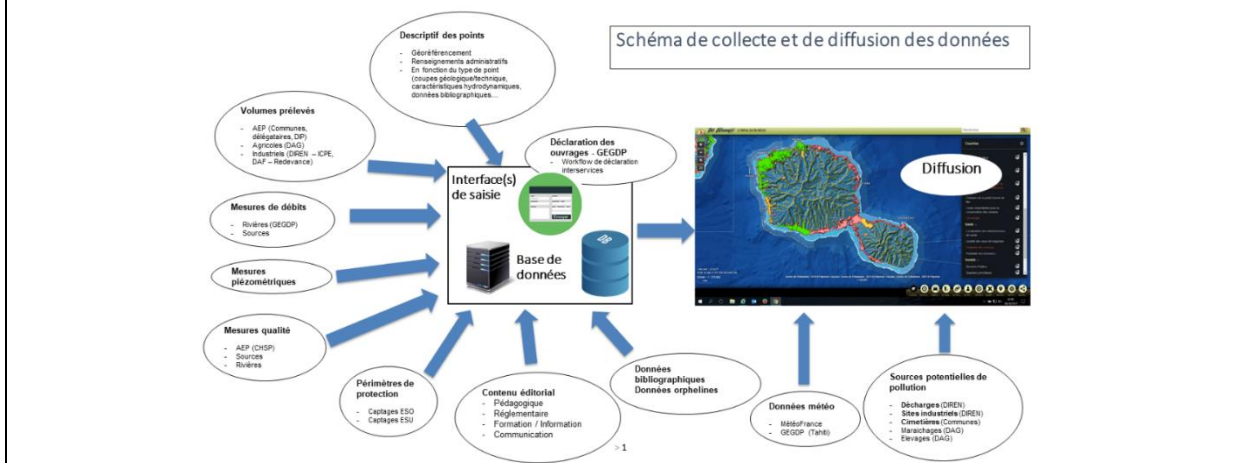 Schéma de collecte et de diffusion des données
Descriptif des points
- Géoréférencement
- Renseignements administratifs
- En fonction du type de point
(coupes géologique/technique,
caractéristiques hydrodynamiques,
données bibliographiques…
Volumes prélevés
- AEP (Communes,
délégataires, DIP)
- Agricoles (DAG)
- Industriels (DIREN – ICPE,
DAF – Redevance)
Déclaration des
ouvrages - GEGDP
- Workflow de déclaration
interservices
Interface(s)
de saisie
Diffusion
Mesures de débits
- Rivières (GEGDP)
- Sources
DB
Base de
données
Mesures
piézométriques
Mesures qualité
- AEP (CHSP)
- Sources
- Rivières
Périmètres de
protection
- Captages ESO
- Captages ESU
Contenu éditorial
- Pédagogique
- Réglementaire
- Formation / Information
- Communication
Données
bibliographiques
Données orphelines
Données météo
- MétéoFrance
- GEGDP (Tahiti)
Sources potentielles de
pollution
- Décharges (DIREN)
- Sites industriels (DIREN)
- Cimetières (Communes)
- Maraichages (DAG)
- Elevages (DAG)
> 1